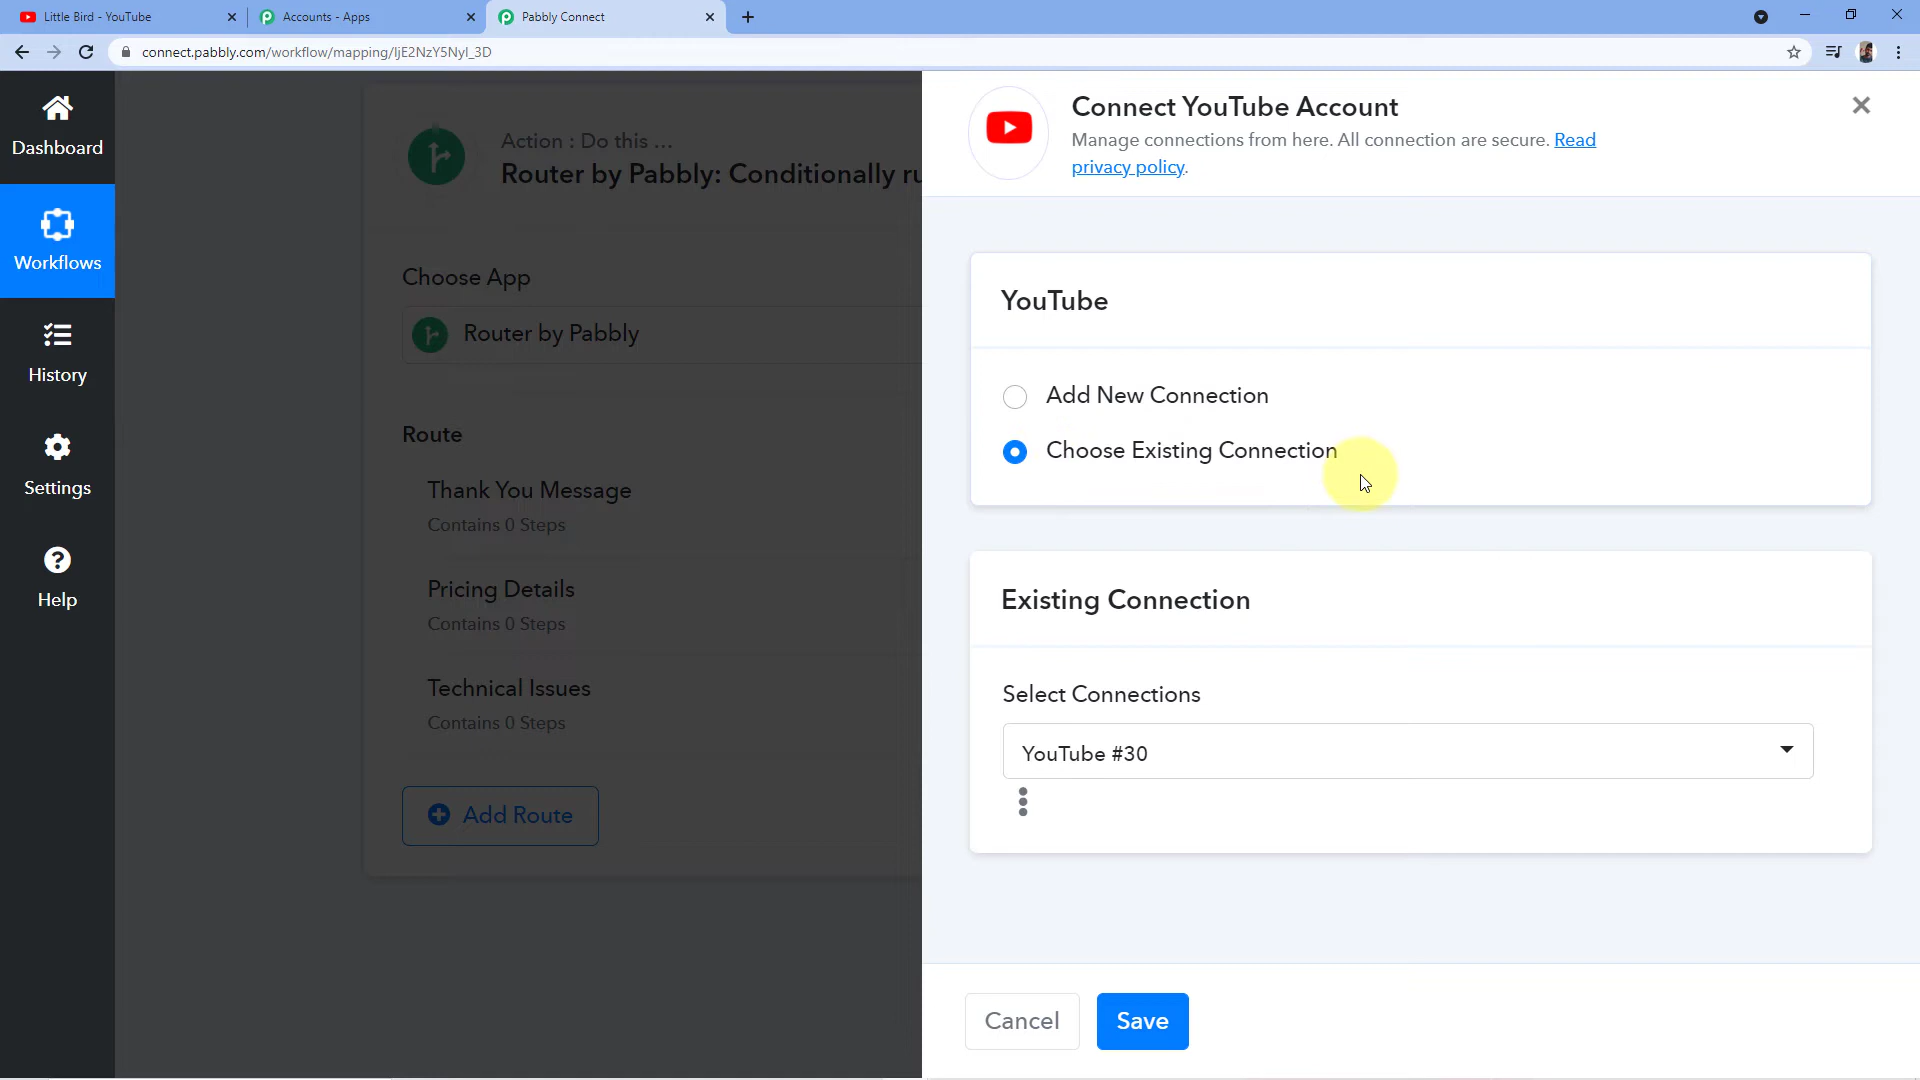 Little Bird - YouTube
Accounts - Apps
Pabbly Connect
connect.pabbly.com/workflow/mapping/IjE2NzY5NyI_3D
Dashboard
Workflows
History
Settings
Help
Action : Do this ...
Router by Pabbly: Conditionally ru
Choose App
Router by Pabbly
Route
Thank You Message
Contains 0 Steps
Pricing Details
Contains 0 Steps
Technical Issues
Contains 0 Steps
Add Route
Connect YouTube Account
Manage connections from here. All connection are secure. Read
privacy policy.
YouTube
Add New Connection
Choose Existing Connection
Existing Connection
Select Connections
YouTube #30
Cancel
Save